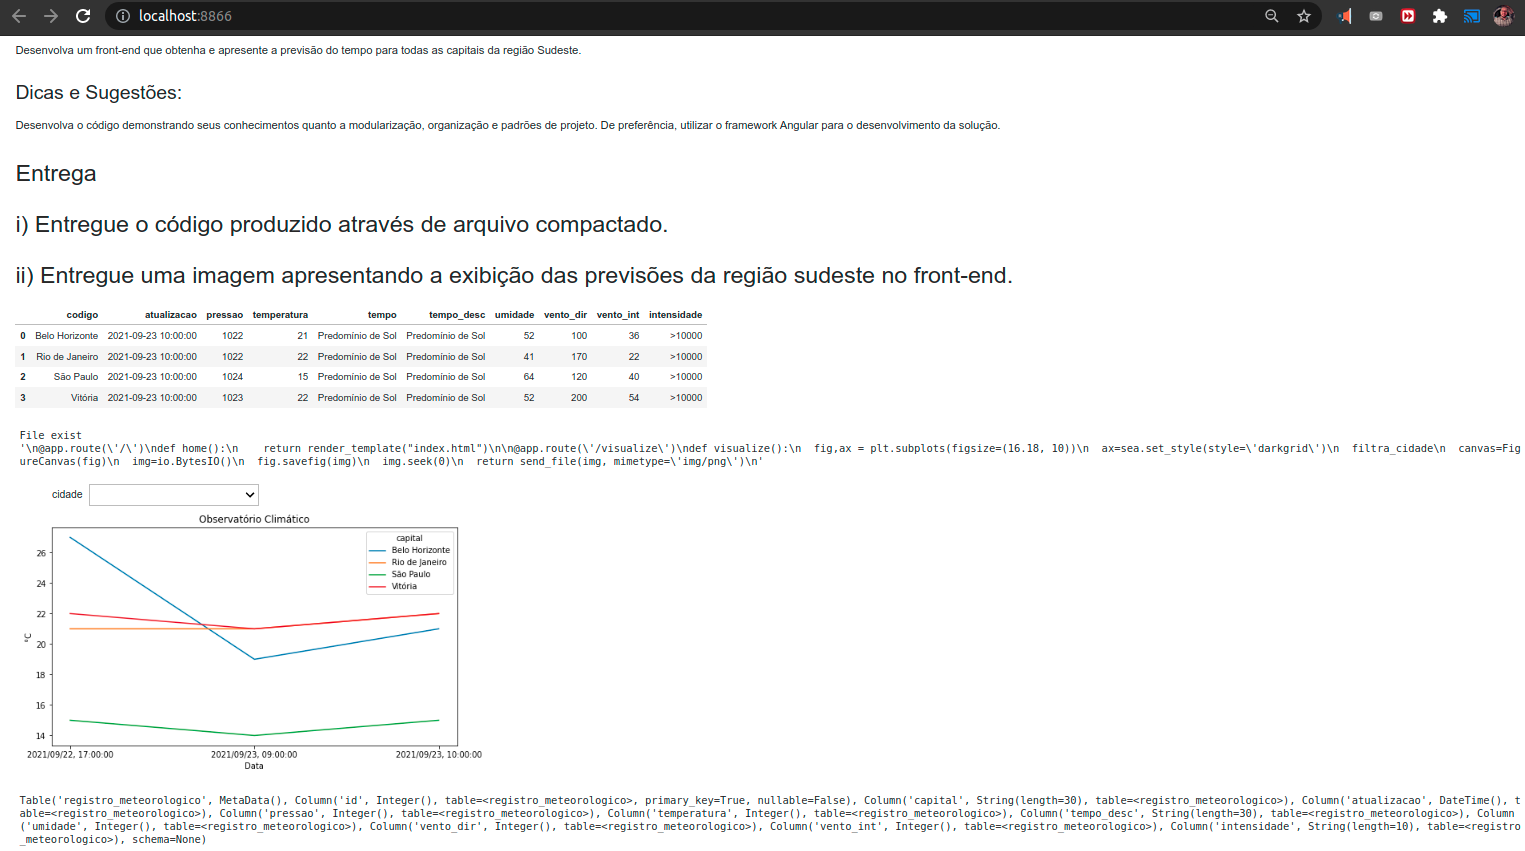 localhost:8866
Desenvolva um front-end que obtenha e apresente a previsão do tempo para todas as capitais da região Sudeste.
Dicas e Sugestões:
Desenvolva o código demonstrando seus conhecimentos quanto a modularização, organização e padrões de projeto. De preferência, utilizar o framework Angular para o desenvolvimento da solução.
Entrega
i) Entregue o código produzido através de arquivo compactado.
ii) Entregue uma imagem apresentando a exibição das previsões da região sudeste no front-end.
codigo atualizacao pressao temperatura tempo tempo_desc umidade vento_dir vento_int intensidade
0 Belo Horizonte 2021-09-23 10:00:00 1022 21 Predomínio de Sol Predomínio de Sol 52 100 36 >10000
1 Rio de Janeiro 2021-09-23 10:00:00 1022 22 Predomínio de Sol Predomínio de Sol 41 170 22 >10000
2 São Paulo 2021-09-23 10:00:00 1024 15 Predomínio de Sol Predomínio de Sol 64 120 40 >10000
3 Vitória 2021-09-23 10:00:00 1023 22 Predomínio de Sol Predomínio de Sol 52 200 54 >10000
File exist
'\n@app.route(\'/\')\ndef home():\n    return render_template("index.html")\n\n@app.route(\'/visualize\')\ndef visualize():\n  fig,ax = plt.subplots(figsize=(16.18, 10))\n  ax=sea.set_style(style=\'darkgrid\')\n  filtra_cidade\n  canvas=Fig
ureCanvas(fig)\n  img=io.BytesIO()\n  fig.savefig(img)\n  img.seek(0)\n  return send_file(img, mimetype=\'img/png\')\n'
cidade
Observatório Climático
capital
Belo Horizonte
Rio de Janeiro
São Paulo
Vitória
26
24
22
20
18
16
14
°C
2021/09/22, 17:00:00 2021/09/23, 09:00:00 2021/09/23, 10:00:00
Data
Table('registro_meteorologico', MetaData(), Column('id', Integer(), table=<registro_meteorologico>, primary_key=True, nullable=False), Column('capital', String(length=30), table=<registro_meteorologico>), Column('atualizacao', DateTime(), t
able=<registro_meteorologico>), Column('pressao', Integer(), table=<registro_meteorologico>), Column('temperatura', Integer(), table=<registro_meteorologico>), Column('tempo_desc', String(length=30), table=<registro_meteorologico>), Column
('umidade', Integer(), table=<registro_meteorologico>), Column('vento_dir', Integer(), table=<registro_meteorologico>), Column('vento_int', Integer(), table=<registro_meteorologico>), Column('intensidade', String(length=10), table=<registro
_meteorologico>), schema=None)